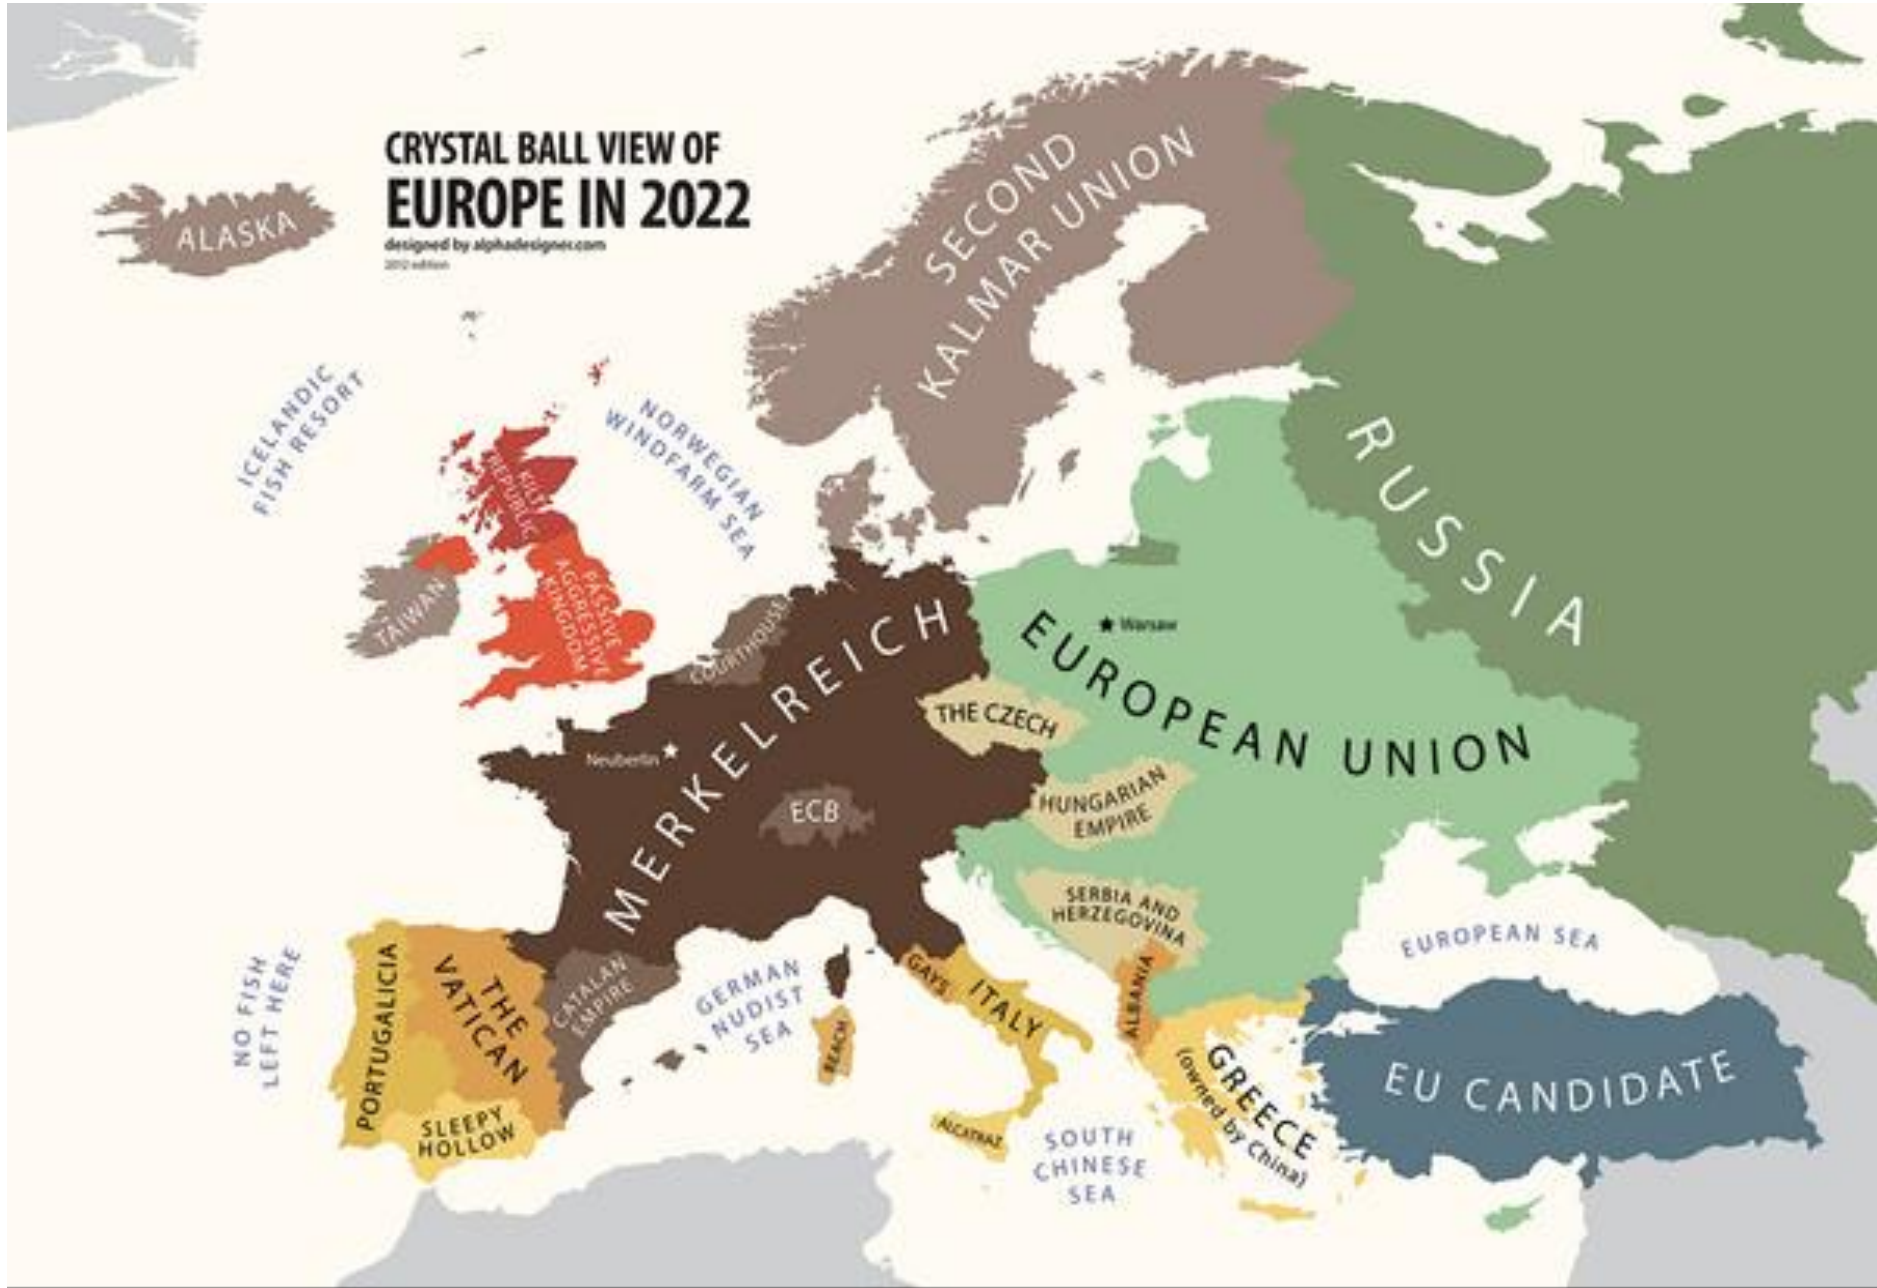 CRYSTAL BALL VIEW OF
EUROPE IN 2022
designed by alphadesigner.com
2012 edition
ALASKA
SECOND
KALMAR UNION
ICELANDIC
FISH RESORT
NORWEGIAN
WINDFARM SEA
KILT
REPUBLIC
RUSSIA
PASSIVE
AGGRESSIVE
KINGDOM
TAIWAN
COURTHOUSE
MERKELREICH
EUROPEAN UNION
Warsaw
THE CZECH
Neuberlin
ECB
HUNGARIAN
EMPIRE
SERBIA AND
HERZEGOVINA
EUROPEAN SEA
NO FISH
LEFT HERE
PORTUGALICIA
THE
VATICAN
CATALAN
EMPIRE
GERMAN
NUDIST
SEA
GAYS
ITALY
ALBANIA
BEACH
SLEEPY
HOLLOW
ALCATRAZ
SOUTH
CHINESE
SEA
GREECE
(owned by China)
EU CANDIDATE